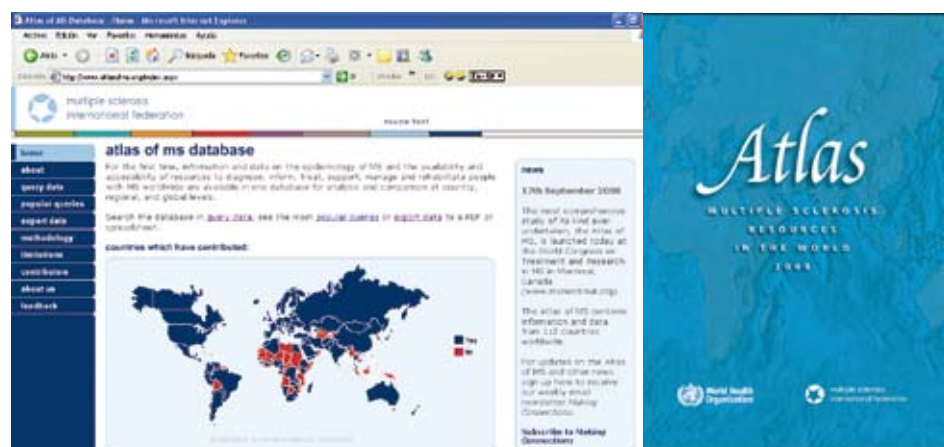 Atlas of MS Database - Home - Microsoft Internet Explorer
Archivo Edición Ver Favoritos Herramientas Ayuda
Atrás Búsqueda Favoritos
multiple sclerosis
international federation
resize text
home
about
query data
popular queries
export data
methodology
limitations
contributors
about us
feedback
atlas of ms database
For the first time, information and data on the epidemiology of MS and the availability and
accessibility of resources to diagnose, inform, treat, support, manage and rehabilitate people
with MS worldwide are available in one database for analysis and comparison at country,
regional, and global levels.
Search the database in query data, see the most popular queries or export data to a PDF or
spreadsheet.
countries which have contributed:
Yes
No
news
17th September 2008
The most comprehensive
study of its kind ever
undertaken, the Atlas of
MS, is launched today at
the World Congress on
Treatment and Research
in MS in Montreal,
Canada
The atlas of MS contains
information and data
from 112 countries
worldwide.
For updates on the Atlas
of MS and other news
sign up here to receive
our weekly email
newsletter Making
Connections.
Subscribe to Making
Connections
Atlas
MULTIPLE SCLEROSIS
RESOURCES
IN THE WORLD
2008
World Health
Organization
multiple sclerosis
international federation